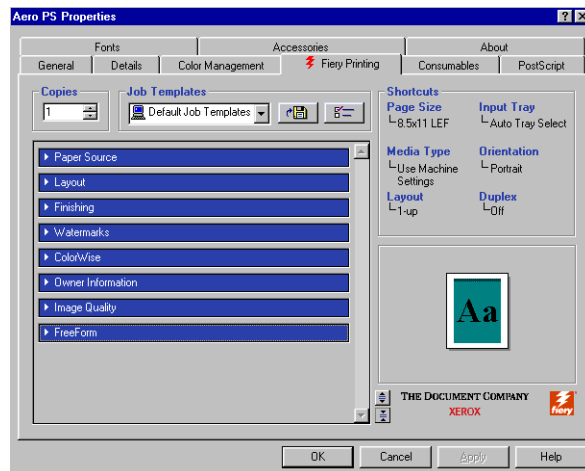 Aero PS Properties
Fonts Accessories About
General Details Color Management Fiery Printing Consumables PostScript
Copies
1
Job Templates
Default Job Templates
Paper Source
Layout
Finishing
Watermarks
ColorWise
Owner Information
Image Quality
FreeForm
Shortcuts
Page Size Input Tray
8.5x11 LEF Auto Tray Select
Media Type Orientation
Use Machine Portrait
Settings
Layout Duplex
1-up Off
Aa
THE DOCUMENT COMPANY
XEROX
fiery
OK Cancel Apply Help